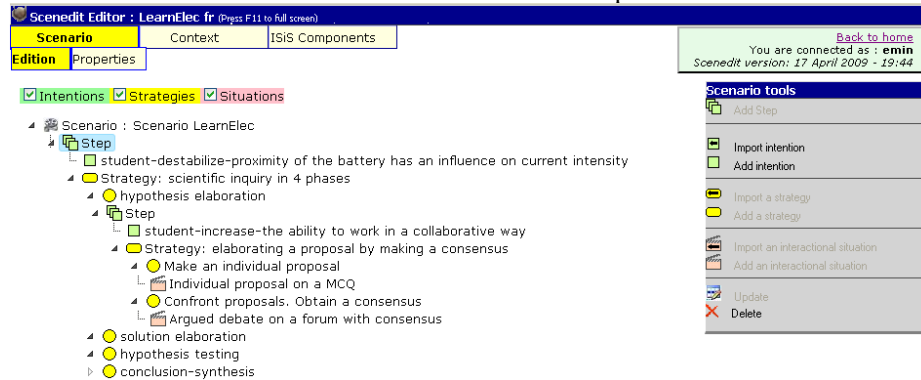 Scenedit Editor : LearnElec fr (Press F11 to full screen)
Scenario Context ISiS Components
Edition Properties
Back to home
You are connected as : emin
Scenedit version: 17 April 2009 - 19:44
Intentions Strategies Situations
Scenario : Scenario LearnElec
Step
student-destabilize-proximity of the battery has an influence on current intensity
Strategy: scientific inquiry in 4 phases
hypothesis elaboration
Step
student-increase-the ability to work in a collaborative way
Strategy: elaborating a proposal by making a consensus
Make an individual proposal
Individual proposal on a MCQ
Confront proposals. Obtain a consensus
Argued debate on a forum with consensus
solution elaboration
hypothesis testing
conclusion-synthesis
Scenario tools
Add Step
Import intention
Add intention
Import a strategy
Add a strategy
Import an interactional situation
Add an interactional situation
Update
Delete